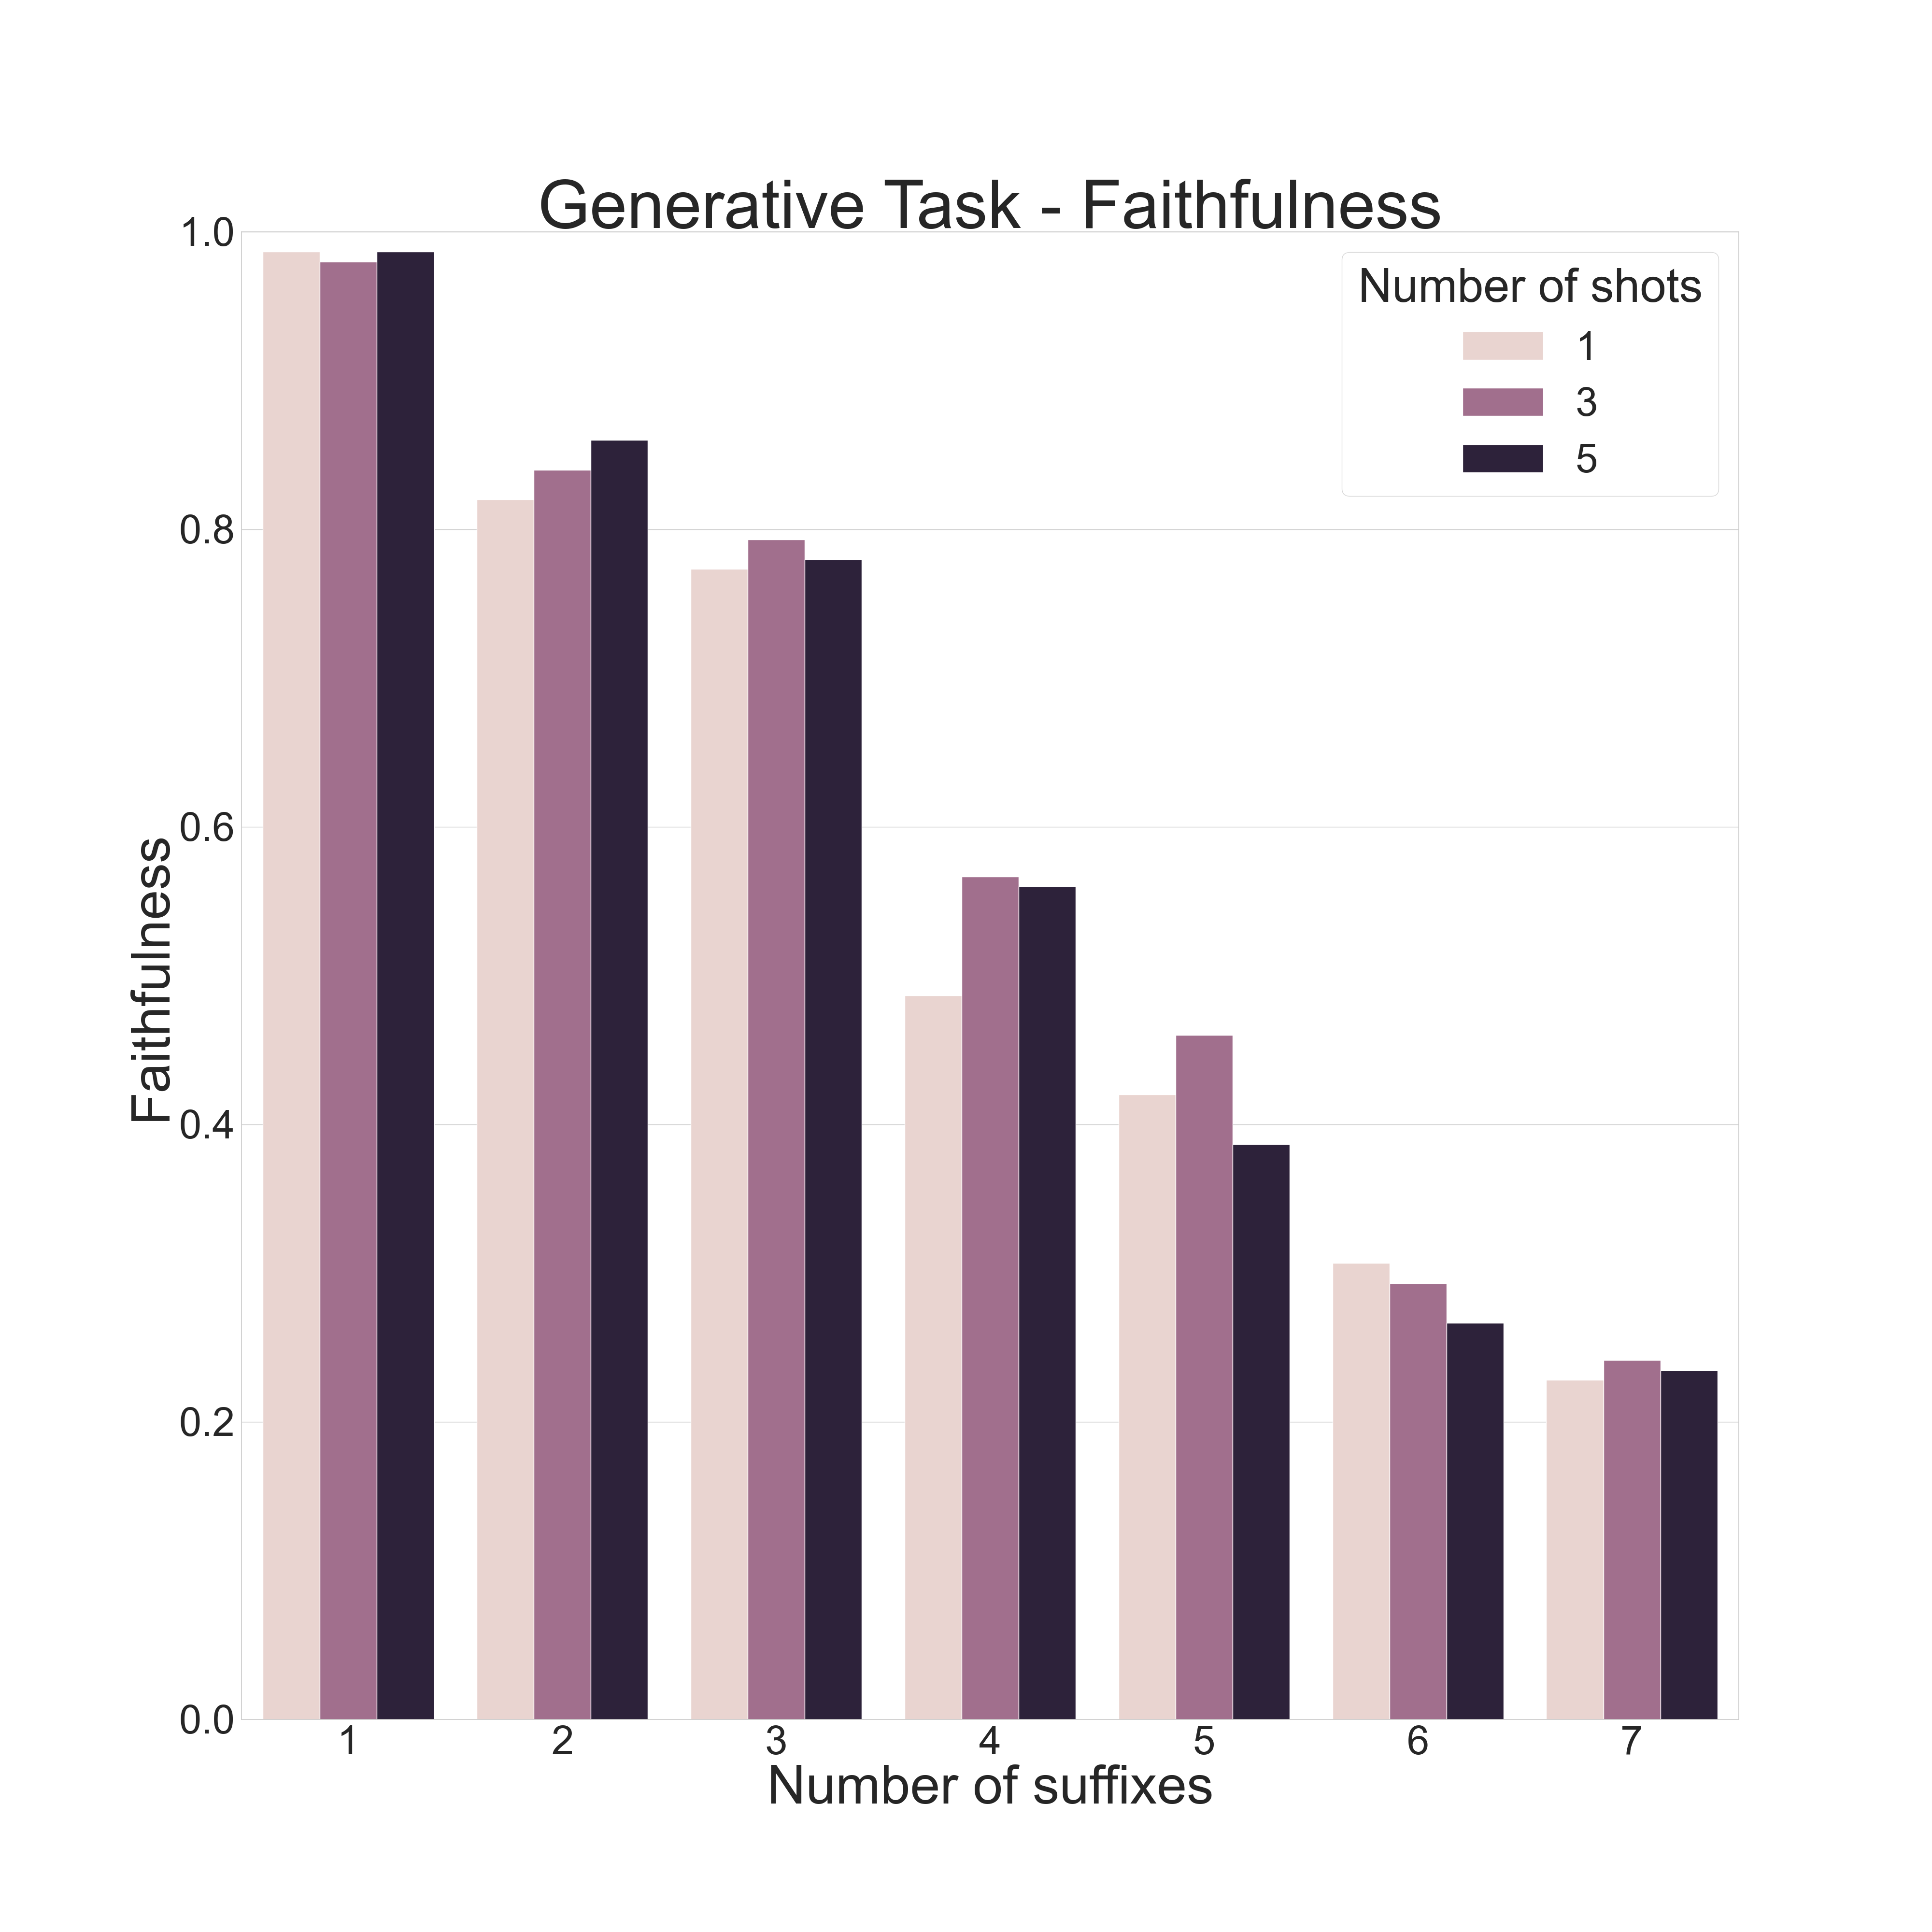 Generative Task - Faithfulness
1.0
0.8
0.6
0.4
0.2
0.0
Faithfulness
Number of shots
1
3
5
1 2 3 4 5 6 7
Number of suffixes